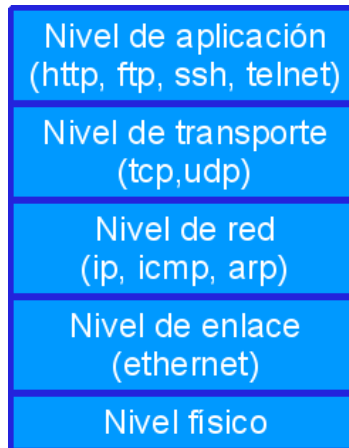 Nivel de aplicación
(http, ftp, ssh, telnet)
Nivel de transporte
(tcp,udp)
Nivel de red
(ip, icmp, arp)
Nivel de enlace
(ethernet)
Nivel físico